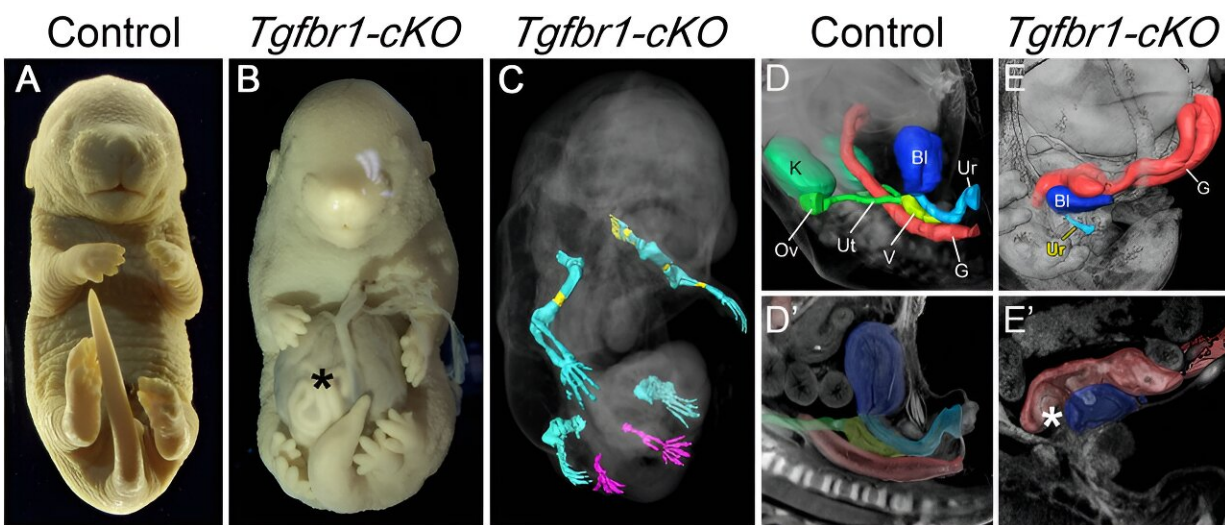 Control
Tgfbr1-cKO
Tgfbr1-cKO
Control
Tgfbr1-cKO
A
B
*
C
D
K
Bl
Ur
Ov
Ut
V
G
E
Bl
Ur
G
D'
E'
*